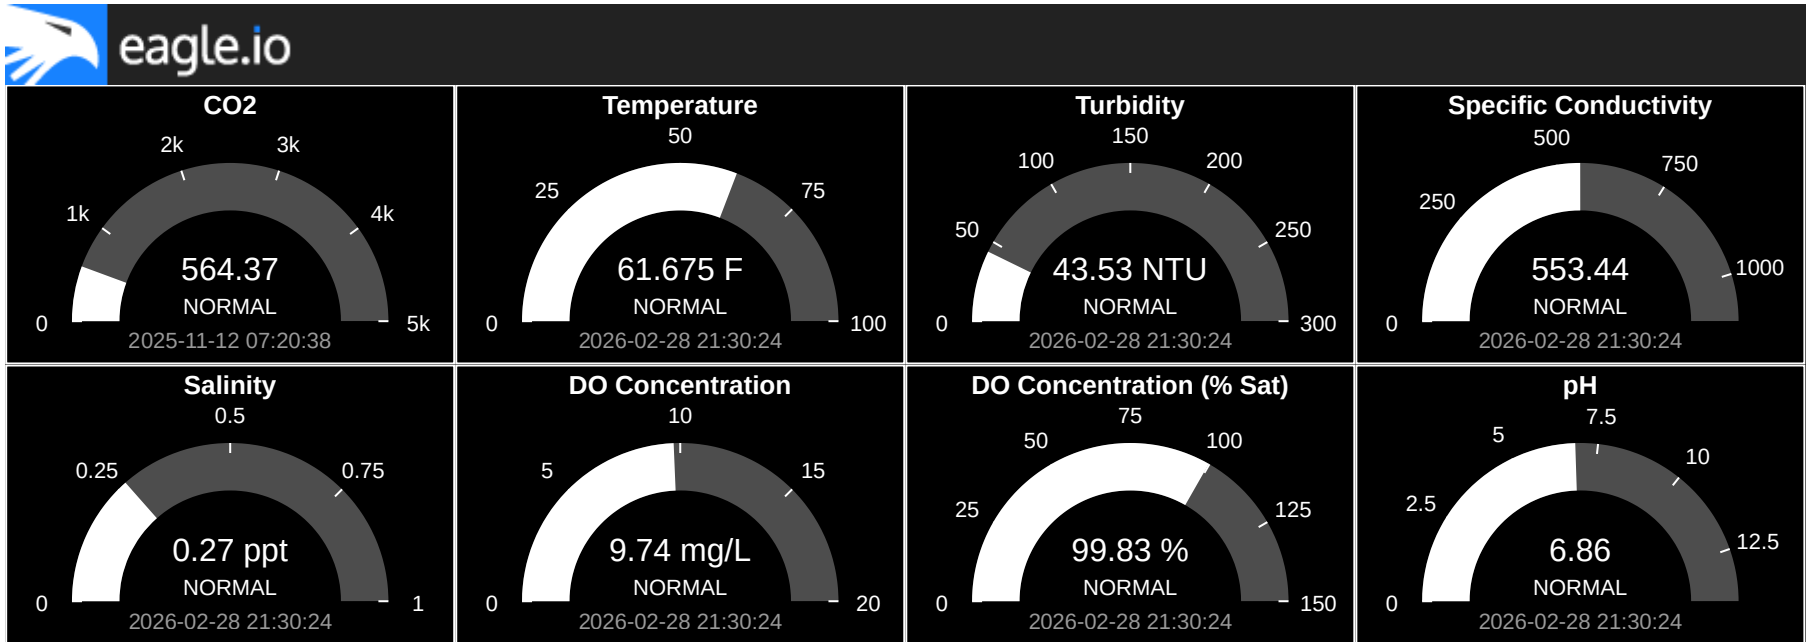 eagle.io
CO2
0
1k
2k
3k
4k
5k
564.37
NORMAL
2025-11-12 07:20:38
Temperature
0
25
50
75
100
61.675 F
NORMAL
2026-02-28 21:30:24
Turbidity
0
50
100
150
200
250
300
43.53 NTU
NORMAL
2026-02-28 21:30:24
Specific Conductivity
0
250
500
750
1000
553.44
NORMAL
2026-02-28 21:30:24
Salinity
0
0.25
0.5
0.75
1
0.27 ppt
NORMAL
2026-02-28 21:30:24
DO Concentration
0
5
10
15
20
9.74 mg/L
NORMAL
2026-02-28 21:30:24
DO Concentration (% Sat)
0
25
50
75
100
125
150
99.83 %
NORMAL
2026-02-28 21:30:24
pH
0
2.5
5
7.5
10
12.5
6.86
NORMAL
2026-02-28 21:30:24